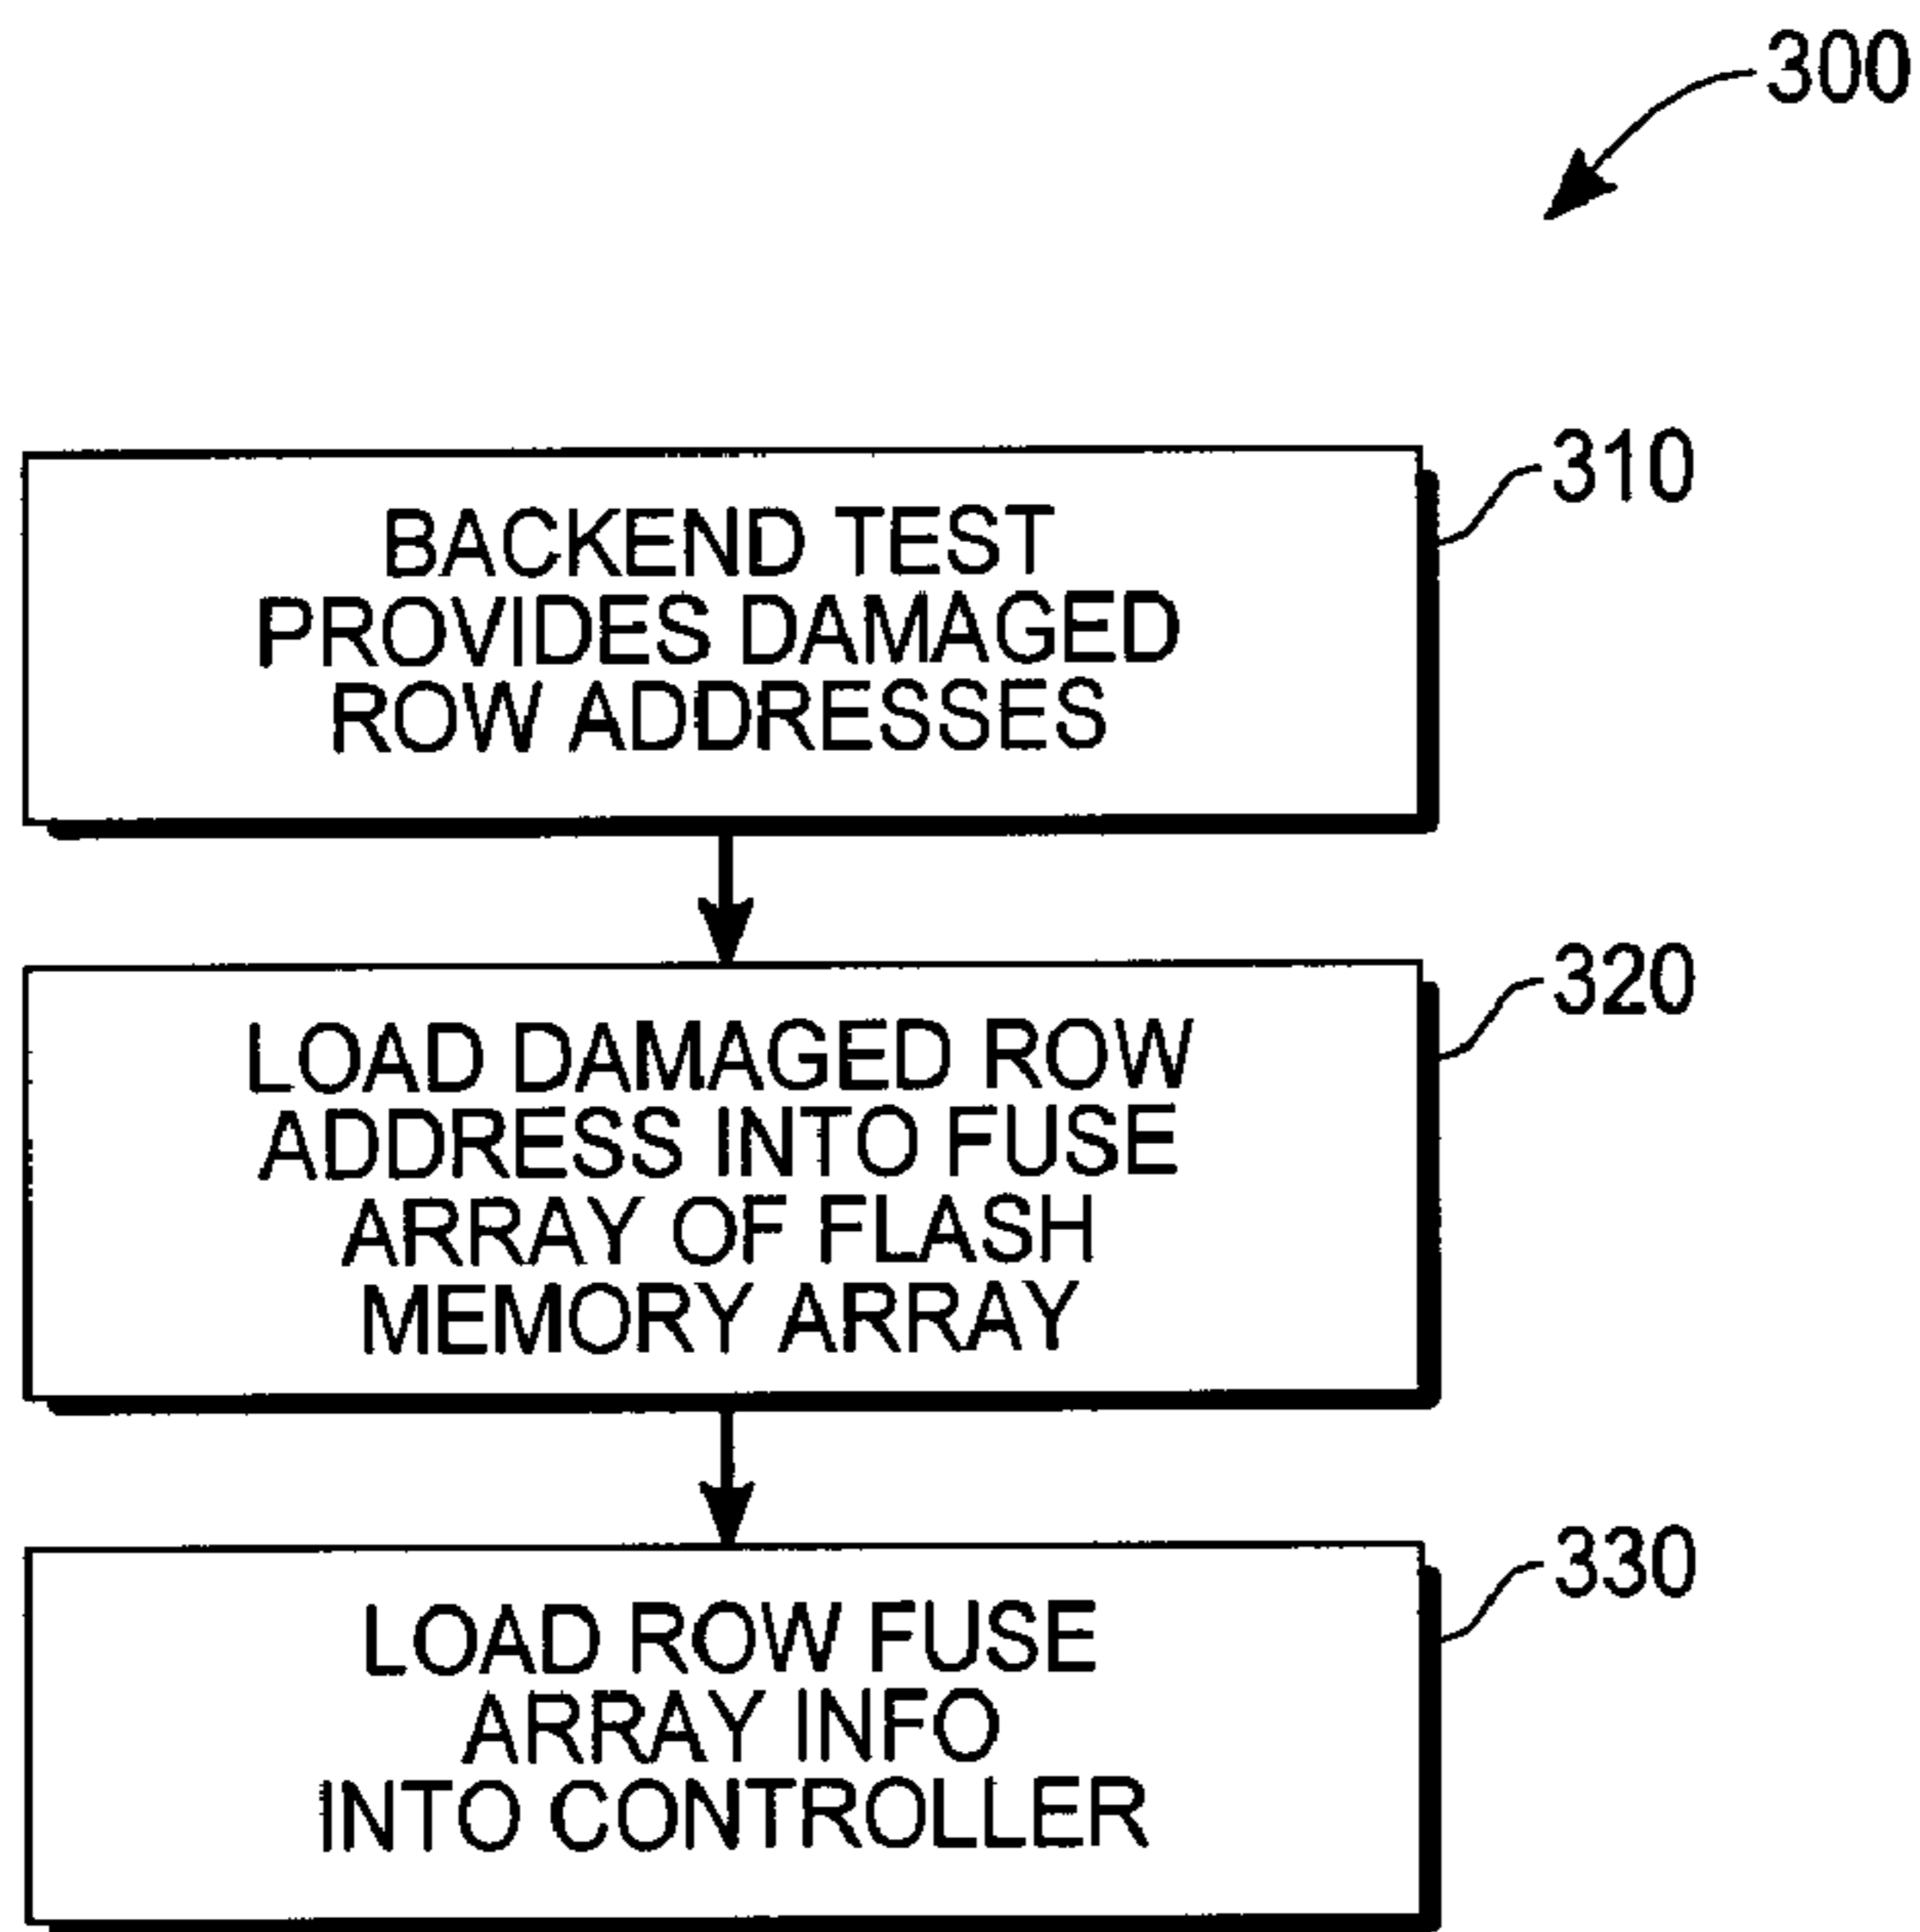 300
310
BACKEND TEST
PROVIDES DAMAGED
ROW ADDRESSES
320
LOAD DAMAGED ROW
ADDRESS INTO FUSE
ARRAY OF FLASH
MEMORY ARRAY
330
LOAD ROW FUSE
ARRAY INFO
INTO CONTROLLER